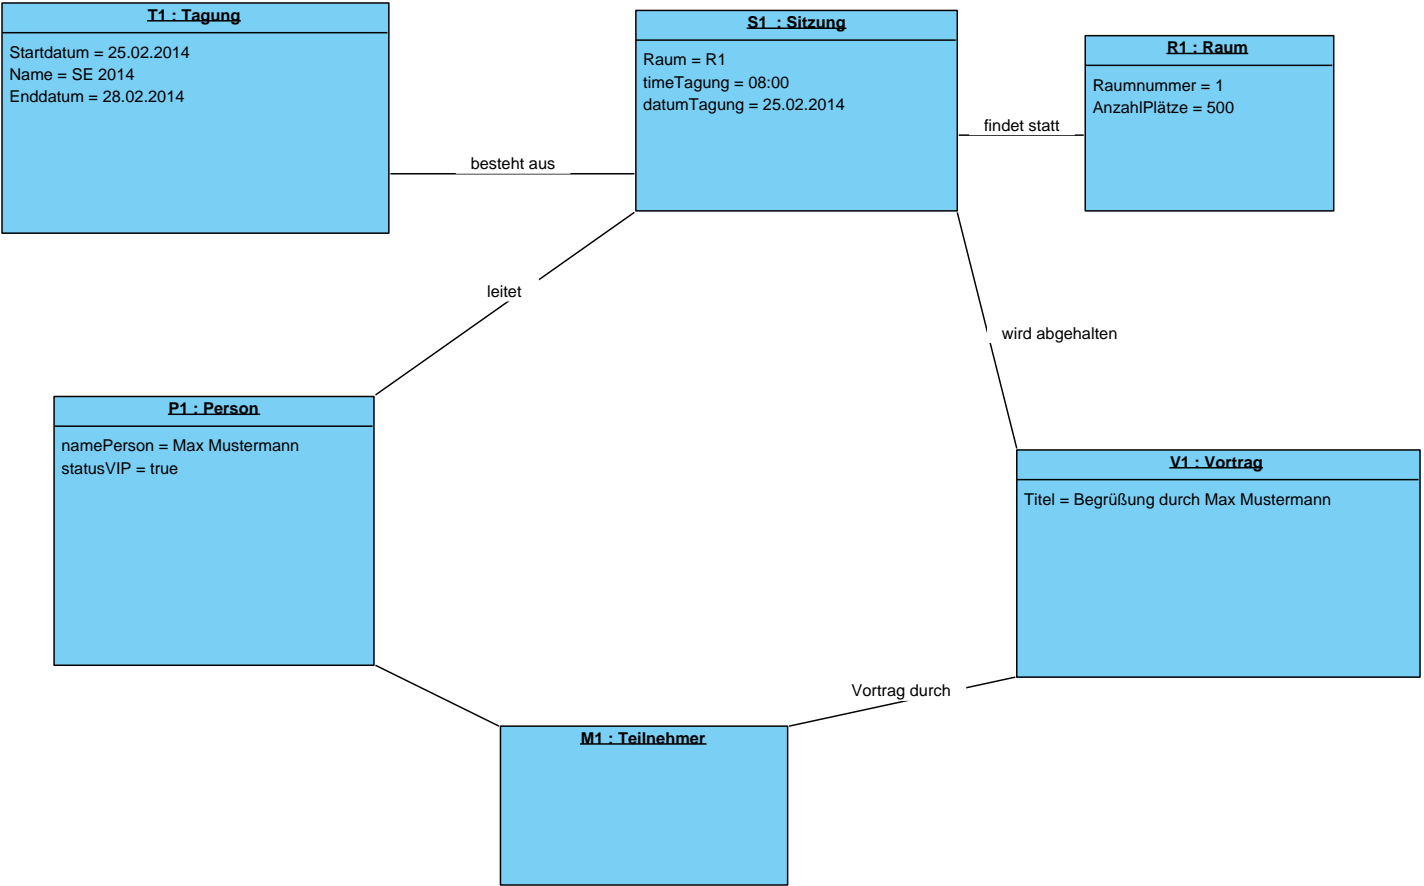 T1 : Tagung
Startdatum = 25.02.2014
Name = SE 2014
Enddatum = 28.02.2014
S1 : Sitzung
Raum = R1
timeTagung = 08:00
datumTagung = 25.02.2014
R1 : Raum
Raumnummer = 1
AnzahlPlätze = 500
findet statt
besteht aus
leitet
wird abgehalten
P1 : Person
namePerson = Max Mustermann
statusVIP = true
V1 : Vortrag
Titel = Begrüßung durch Max Mustermann
Vortrag durch
M1 : Teilnehmer